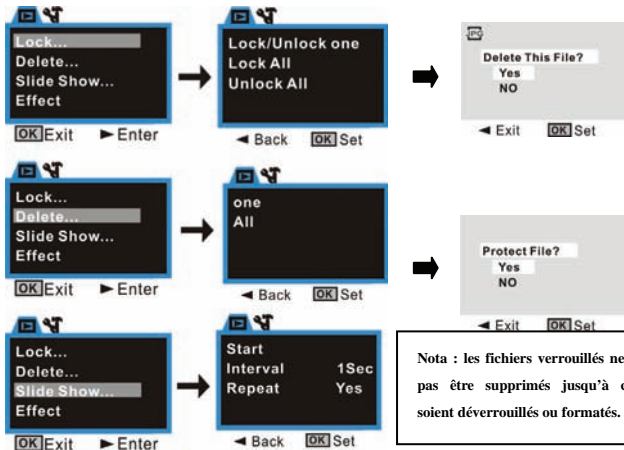 Lock...
Delete...
Slide Show...
Effect
OK Exit ► Enter
Lock/Unlock one
Lock All
Unlock All
◄ Back OK Set
JPG
Delete This File?
Yes
NO
◄ Exit OK Set
Lock...
Delete...
Slide Show...
Effect
OK Exit ► Enter
one
All
◄ Back OK Set
Protect File?
Yes
NO
◄ Exit OK Set
Lock...
Delete...
Slide Show...
Effect
OK Exit ► Enter
Start
Interval 1Sec
Repeat Yes
◄ Back OK Set
Nota : les fichiers verrouillés ne
pas être supprimés jusqu'à
soient déverrouillés ou formatés.